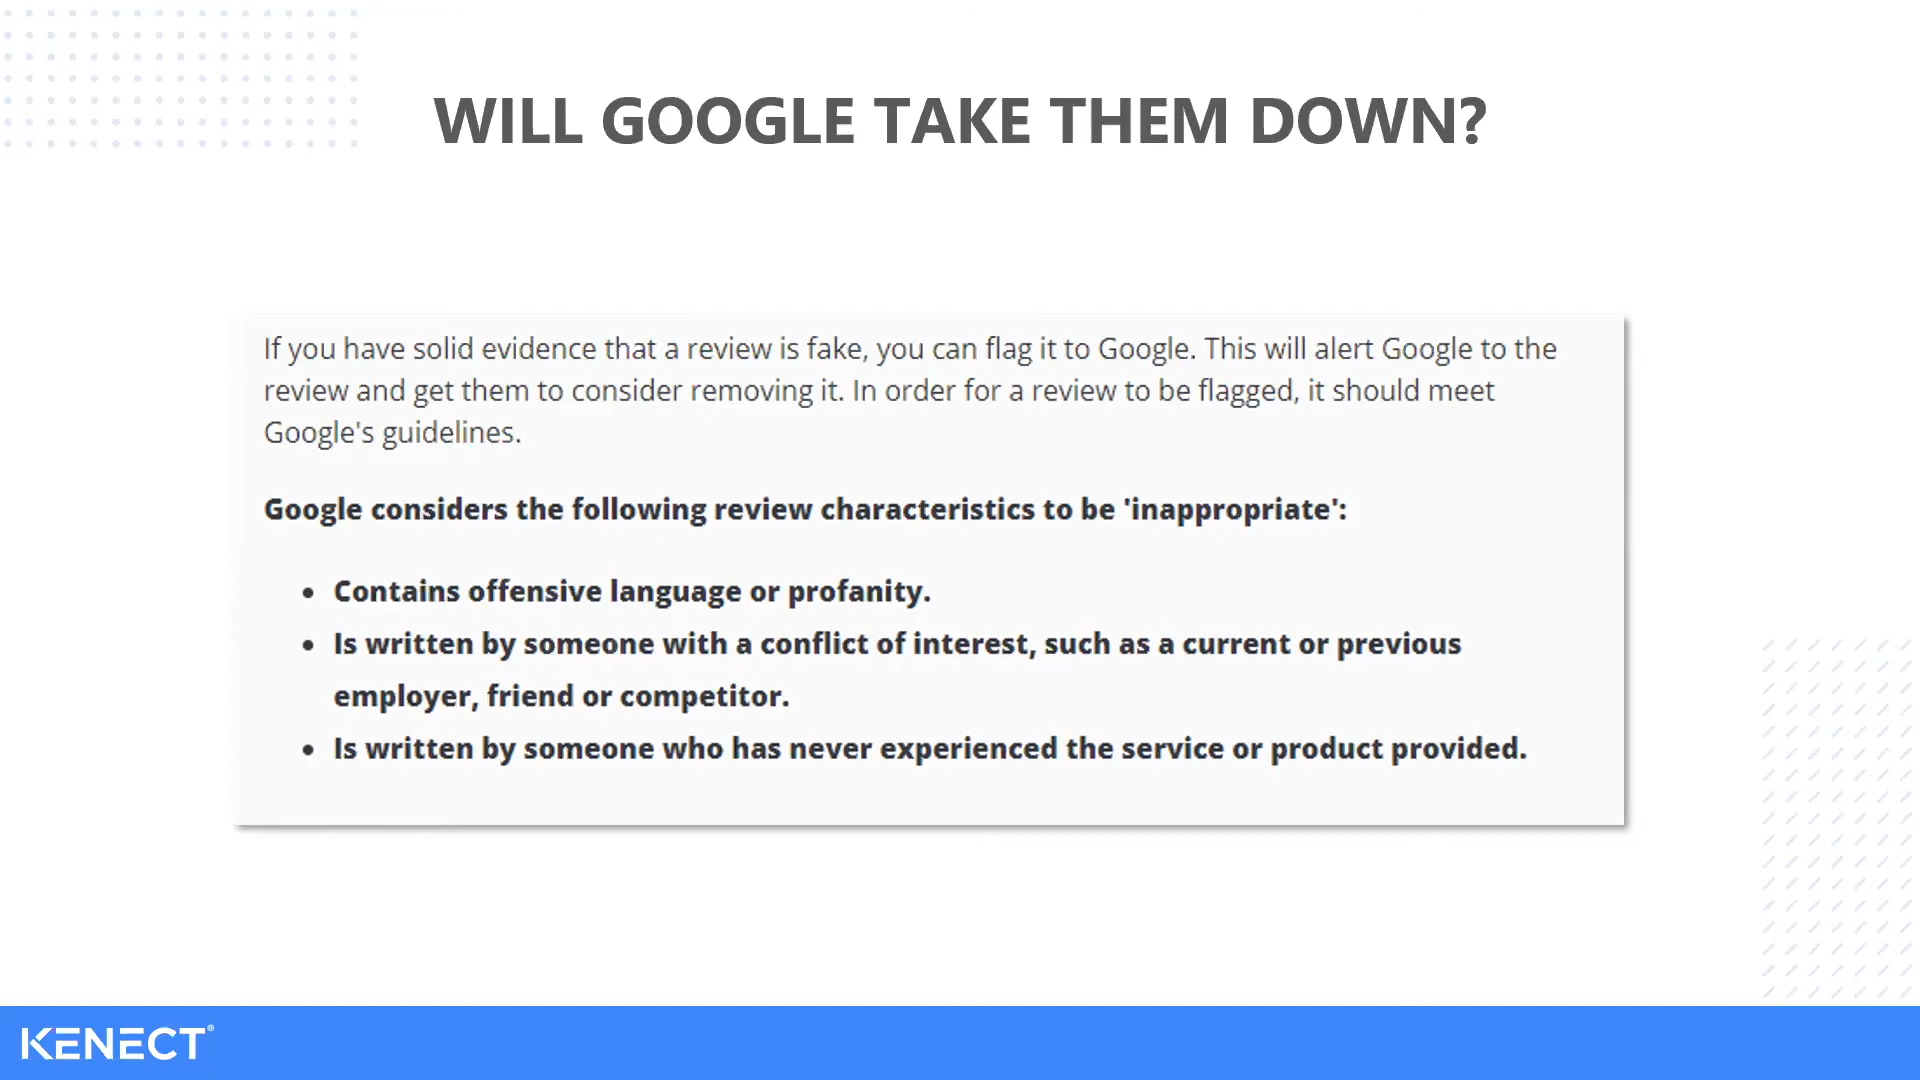 WILL GOOGLE TAKE THEM DOWN?
If you have solid evidence that a review is fake, you can flag it to Google. This will alert Google to the
review and get them to consider removing it. In order for a review to be flagged, it should meet
Google's guidelines.
Google considers the following review characteristics to be 'inappropriate':
• Contains offensive language or profanity.
• Is written by someone with a conflict of interest, such as a current or previous
employer, friend or competitor.
• Is written by someone who has never experienced the service or product provided.
KENECT®